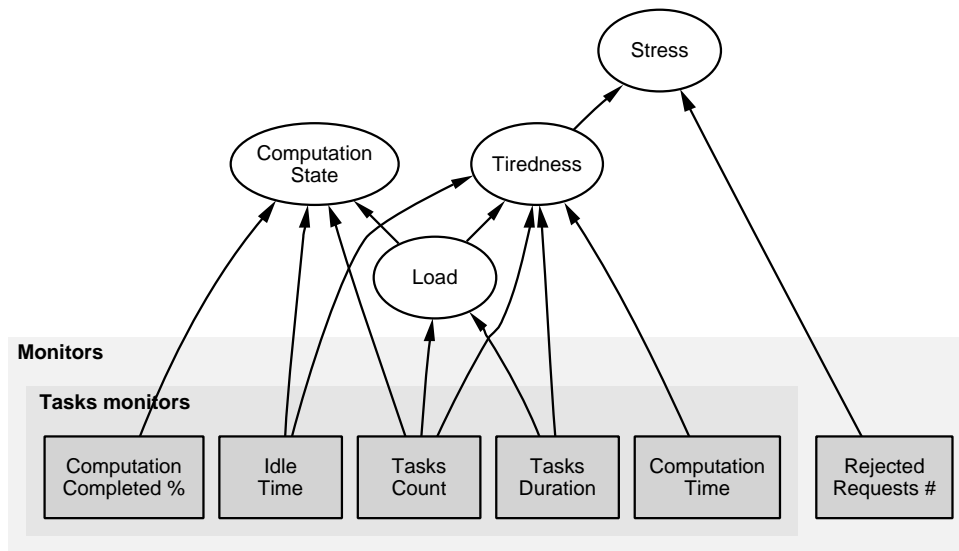 Stress
Computation
State
Tiredness
Load
Monitors
Tasks monitors
Computation
Completed %
Idle
Time
Tasks
Count
Tasks
Duration
Computation
Time
Rejected
Requests #